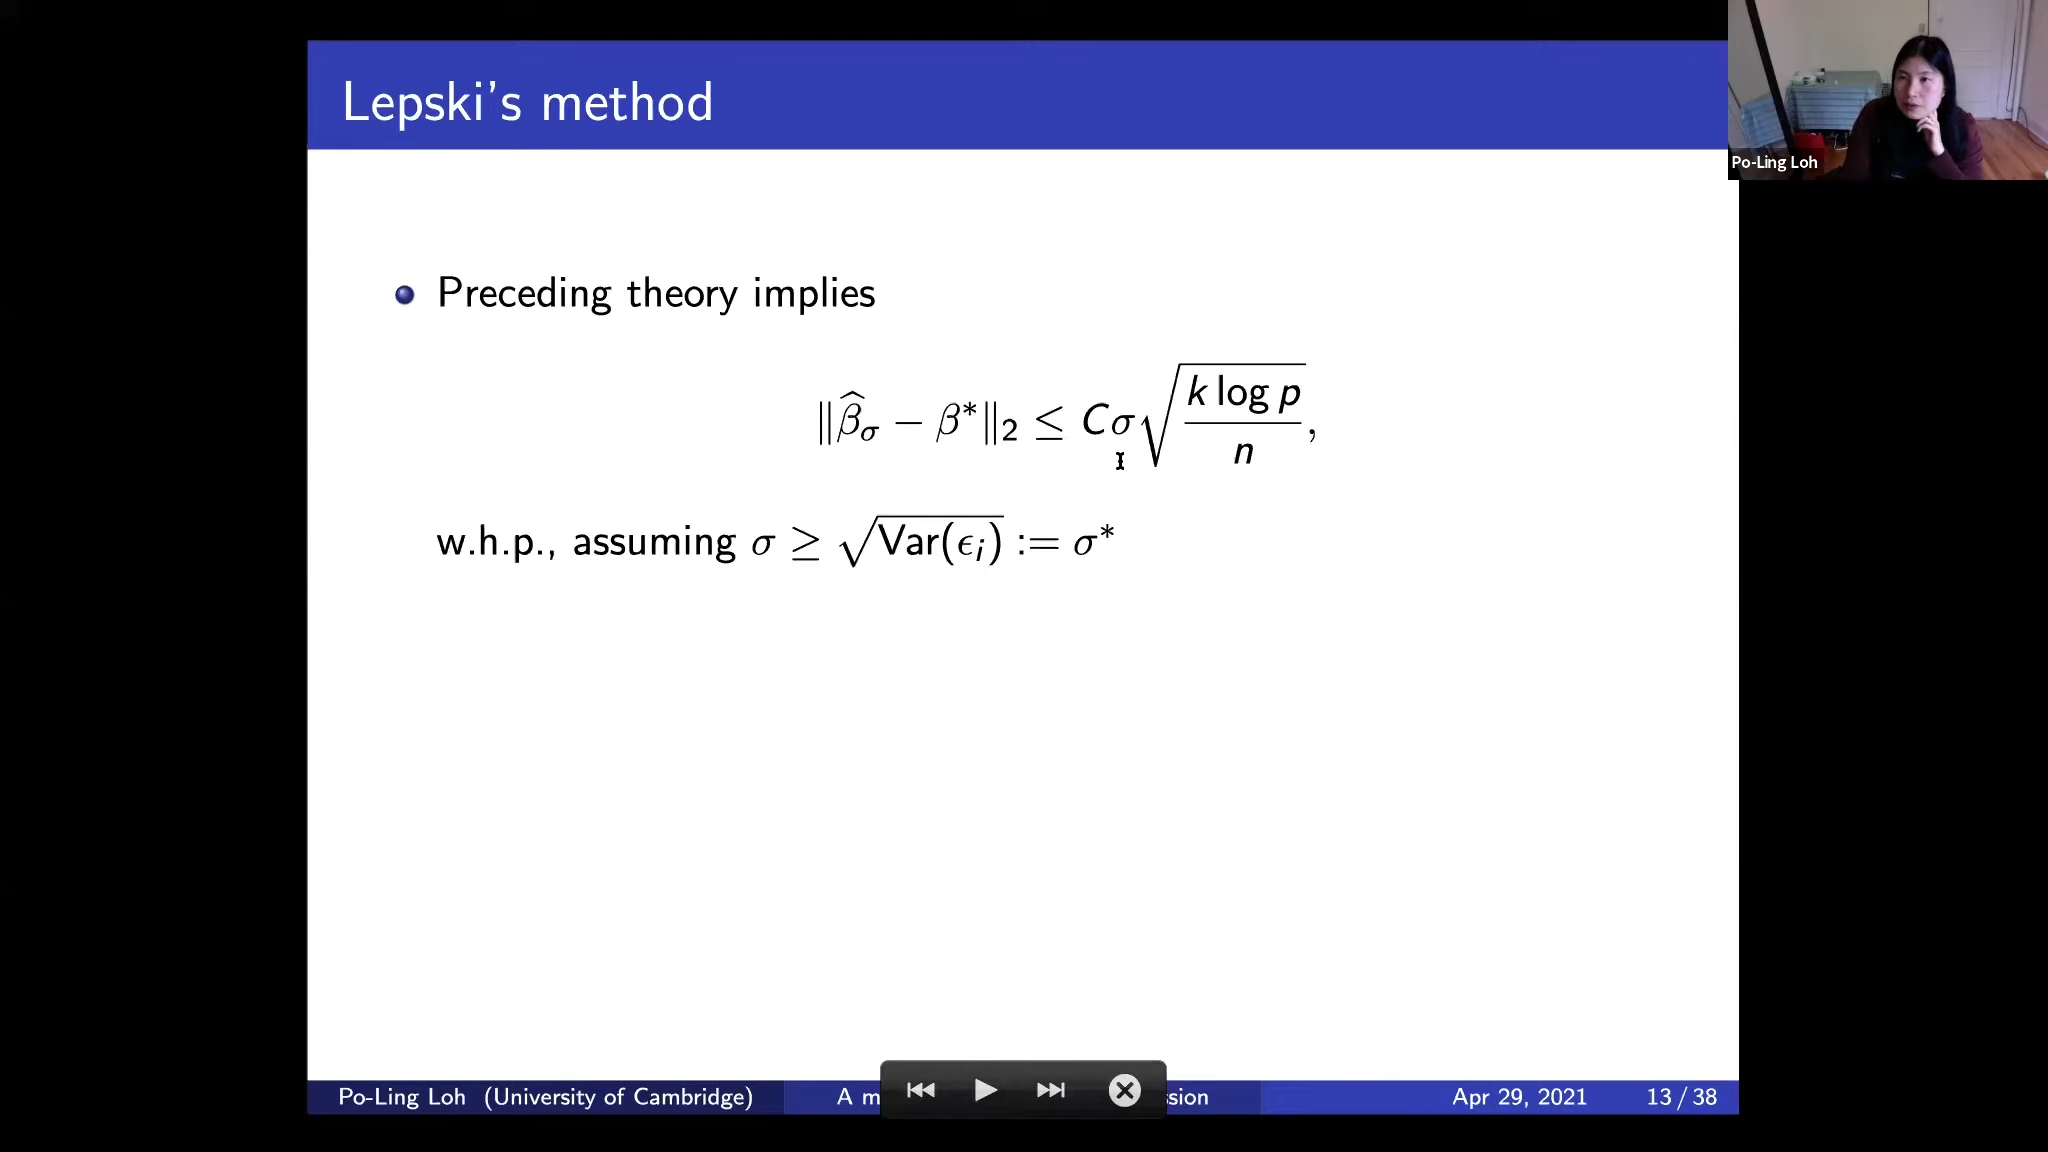 Lepski's method
Po-Ling Loh
Preceding theory implies
‖β̂_σ − β*‖₂ ≤ Cσ√(k log p / n),
w.h.p., assuming σ ≥ √Var(ϵᵢ) := σ*
Po-Ling Loh (University of Cambridge) A Apr 29, 2021 13 / 38